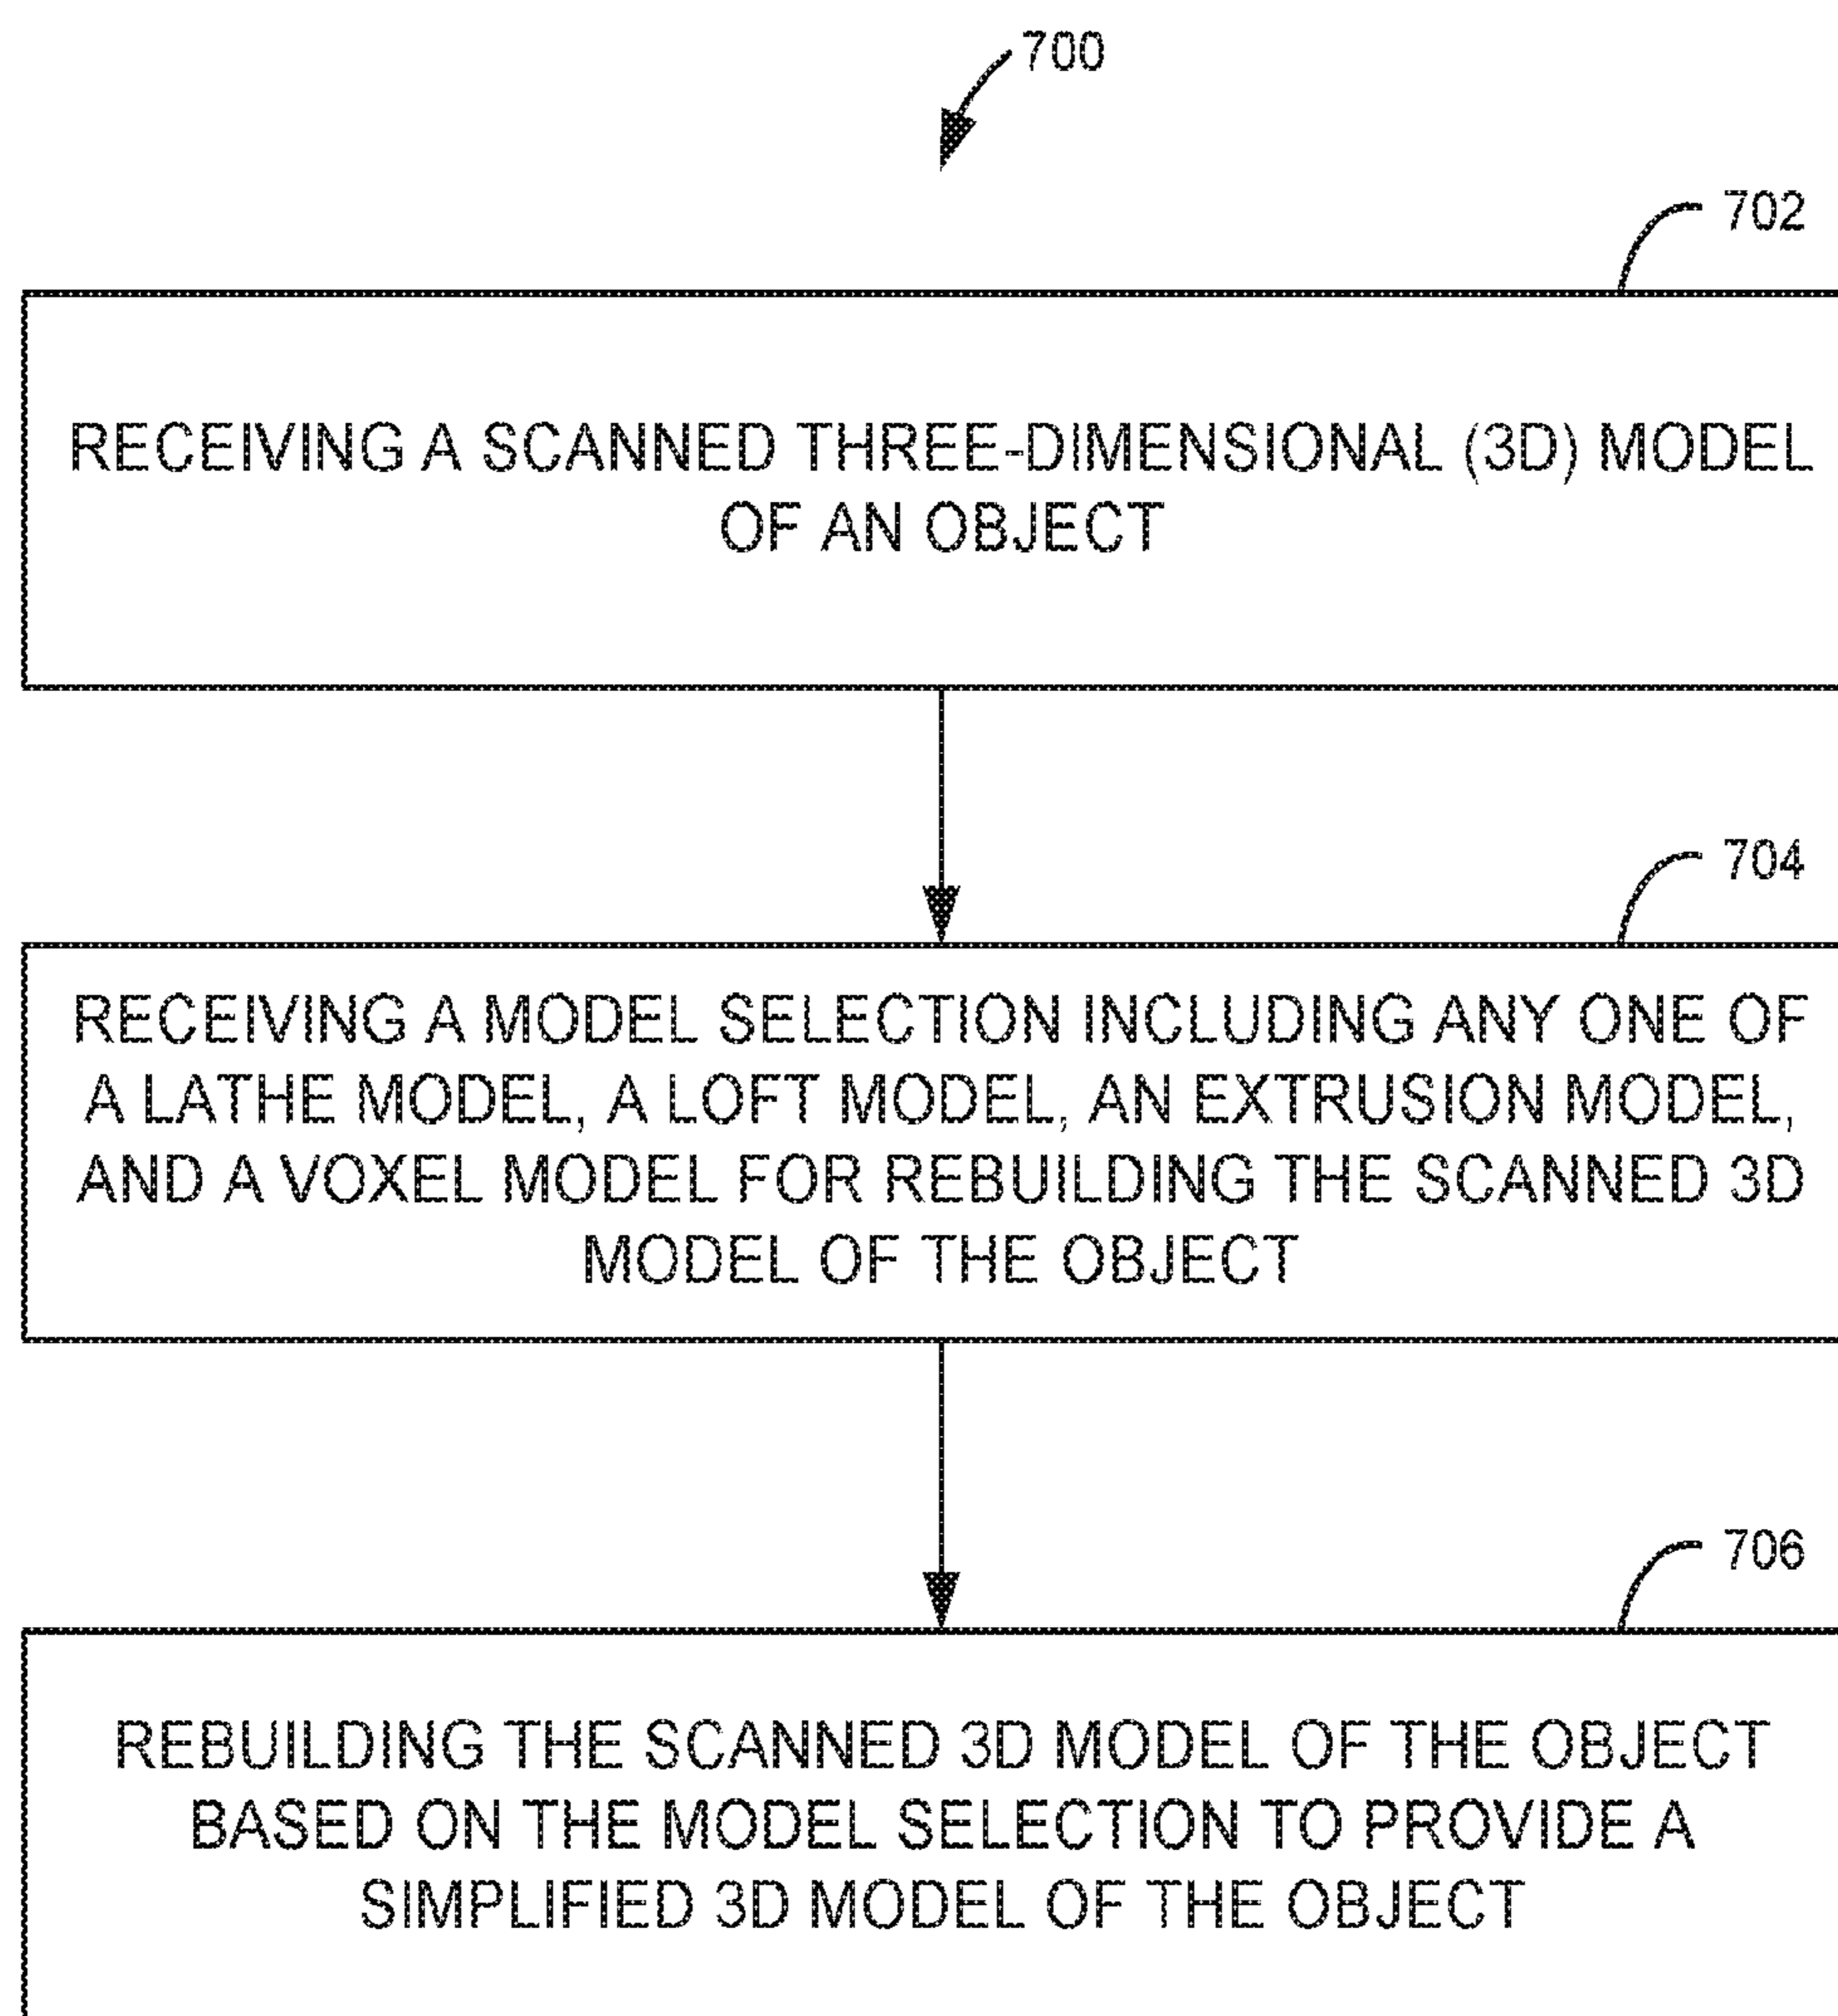 700
702
RECEIVING A SCANNED THREE-DIMENSIONAL (3D) MODEL
OF AN OBJECT
704
RECEIVING A MODEL SELECTION INCLUDING ANY ONE OF
A LATHE MODEL, A LOFT MODEL, AN EXTRUSION MODEL,
AND A VOXEL MODEL FOR REBUILDING THE SCANNED 3D
MODEL OF THE OBJECT
706
REBUILDING THE SCANNED 3D MODEL OF THE OBJECT
BASED ON THE MODEL SELECTION TO PROVIDE A
SIMPLIFIED 3D MODEL OF THE OBJECT